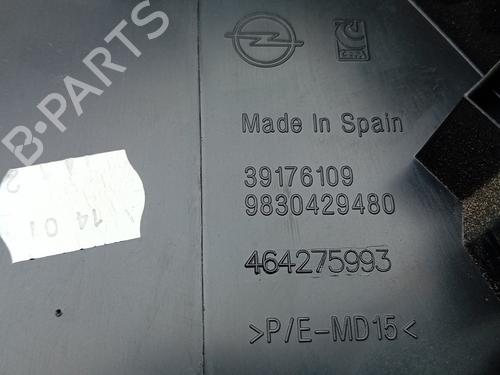 B-PARTS
Made In Spain
39176109
9830429480
464275993
>P/E-MD15<